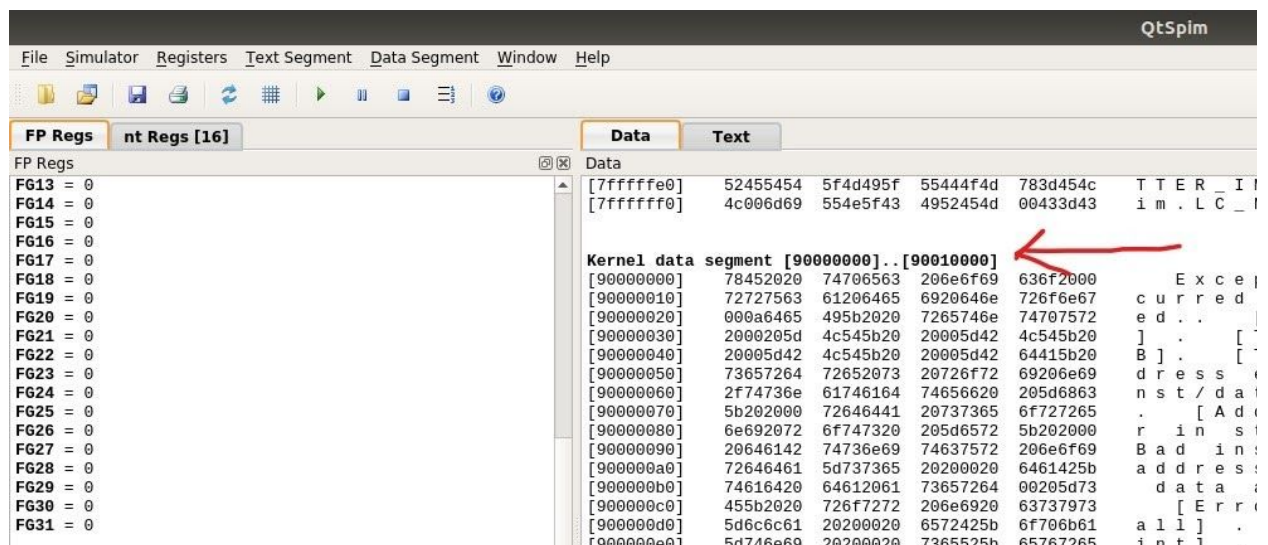 QtSpim
File Simulator Registers Text Segment Data Segment Window Help
FP Regs nt Regs [16]
Data Text
FP Regs
Data
FG13 = 0
FG14 = 0
FG15 = 0
FG16 = 0
FG17 = 0
FG18 = 0
FG19 = 0
FG20 = 0
FG21 = 0
FG22 = 0
FG23 = 0
FG24 = 0
FG25 = 0
FG26 = 0
FG27 = 0
FG28 = 0
FG29 = 0
FG30 = 0
FG31 = 0
[7fffffe0] 52455454 5f4d495f 55444f4d 783d454c T T E R _ I
[7ffffff0] 4c006d69 554e5f43 4952454d 00433d43 i m . L C _
Kernel data segment [90000000]..[90010000]
[90000000] 78452020 74706563 206e6f69 636f2000 E x c e p
[90000010] 72727563 61206465 6920646e 726f6e67 c u r r e d
[90000020] 000a6465 495b2020 7265746e 74707572 e d . . [
[90000030] 2000205d 4c545b20 20005d42 4c545b20 ] . [ T
[90000040] 20005d42 4c545b20 20005d42 64415b20 B ] . [ T
[90000050] 73657264 72652073 20726f72 69206e69 d r e s s e
[90000060] 2f74736e 61746164 74656620 205d6863 n s t / d a t
[90000070] 5b202000 72646441 20737365 6f727265 . [ A d d
[90000080] 6e692072 6f747320 205d6572 5b202000 r i n s t
[90000090] 20646142 74736e69 74637572 206e6f69 B a d i n s
[900000a0] 72646461 5d737365 20200020 6461425b a d d r e s s
[900000b0] 74616420 64612061 73657264 00205d73 d a t a a
[900000c0] 455b2020 726f7272 206e6920 63737973 [ E r r o
[900000d0] 5d6c6c61 20200020 6572425b 6f706b61 a l l ] .
[900000e0] 5d746e69 20200020 7365525b 65767265 i n t ]